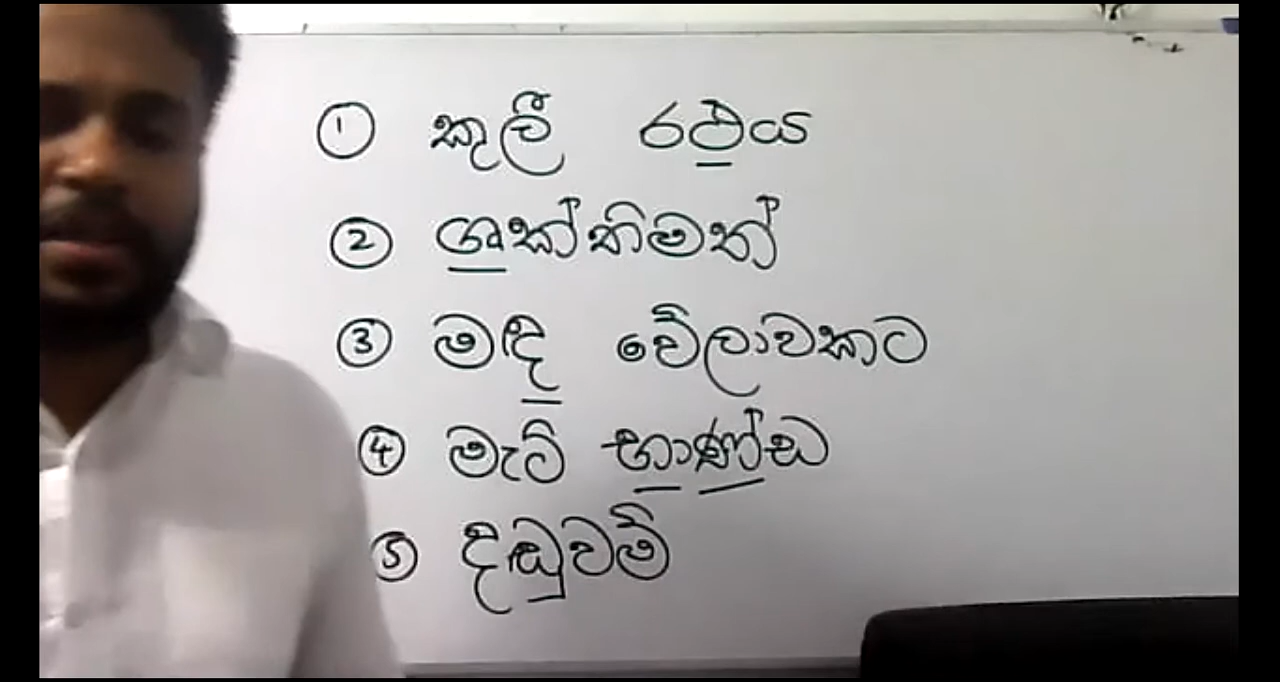 ① කුලී රථය
② ශක්තිමත්
③ මඳ වේලාවකට
④ මැටි භාණ්ඩ
⑤ දඬුවම්